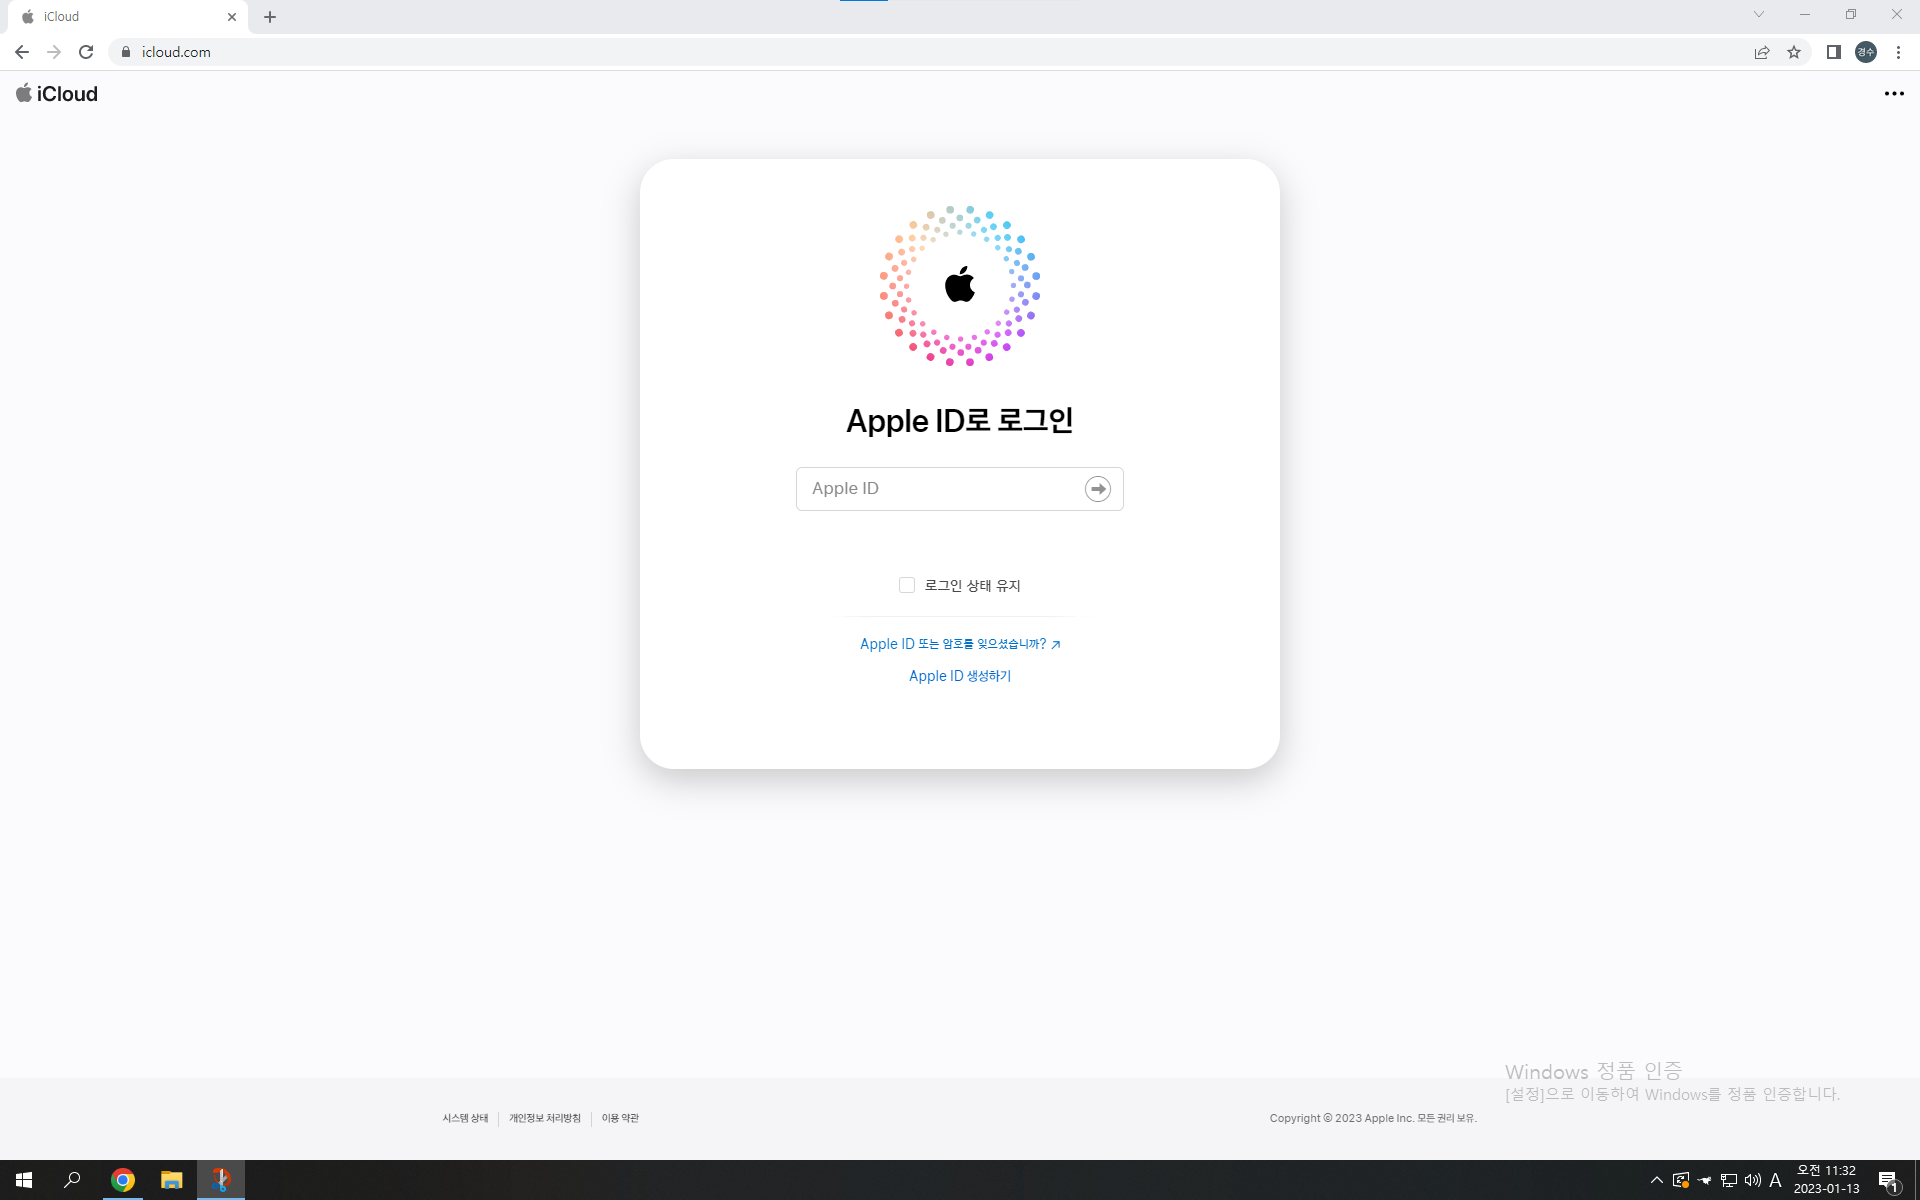 iCloud
icloud.com
경수
iCloud
Apple ID로 로그인
Apple ID
로그인 상태 유지
Apple ID 또는 암호를 잊으셨습니까?
Apple ID 생성하기
Windows 정품 인증
[설정]으로 이동하여 Windows를 정품 인증합니다.
시스템 상태 개인정보 처리방침 이용 약관
Copyright © 2023 Apple Inc. 모든 권리 보유.
A
오전 11:32
2023-01-13
1